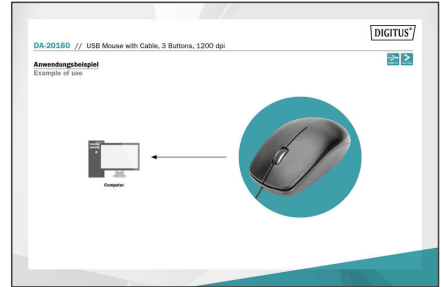 DIGITUS®
DA-20160 // USB Mouse with Cable, 3 Buttons, 1200 dpi
Anwendungsbeispiel
Example of use
Computer